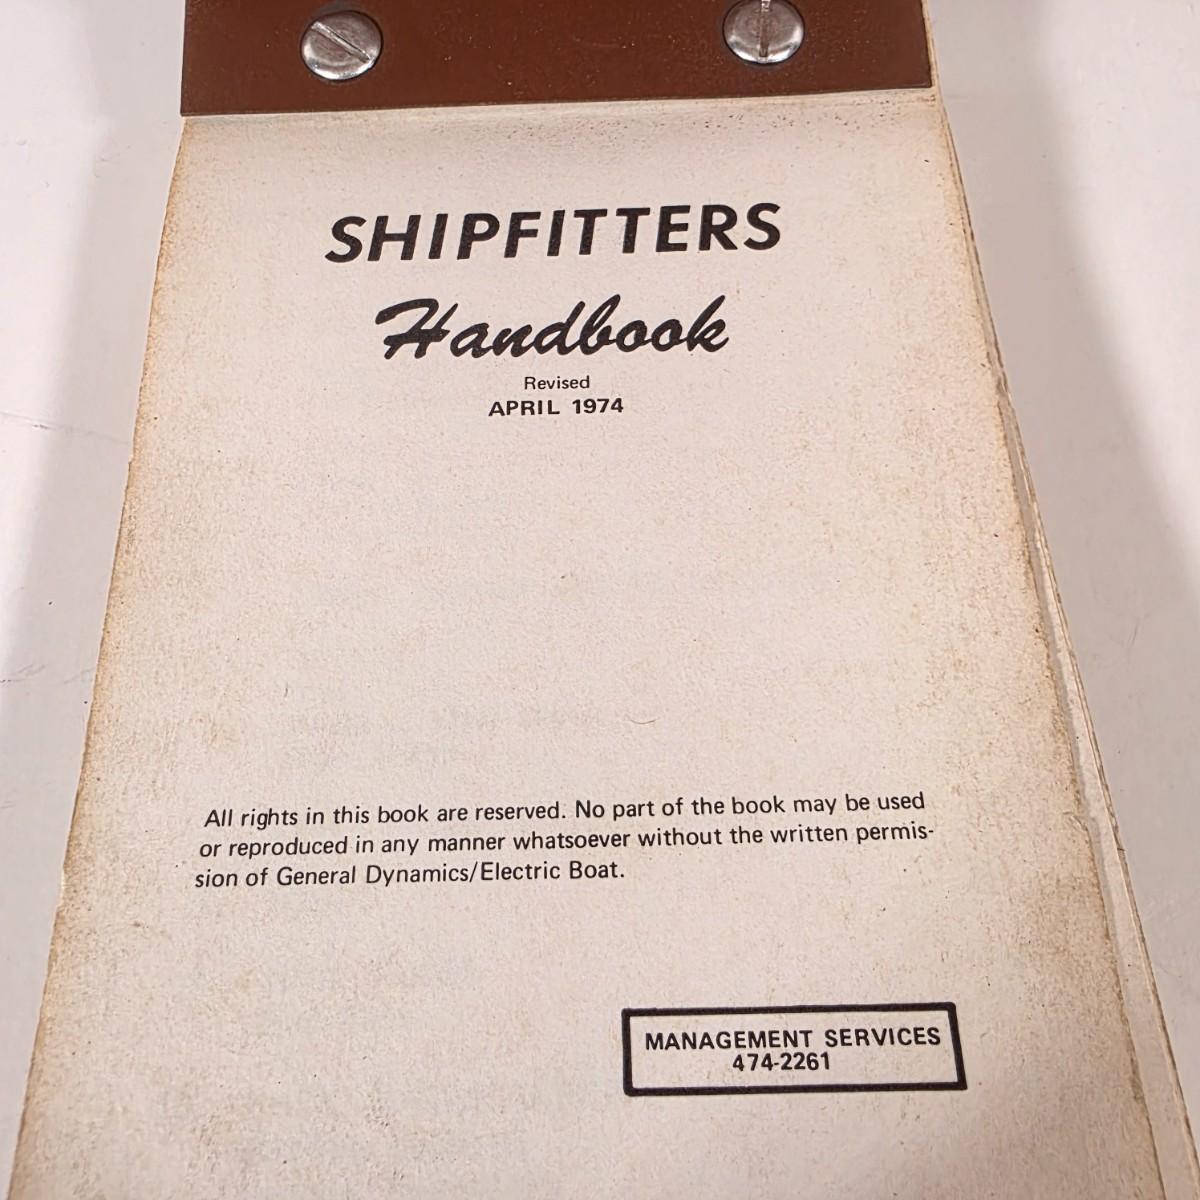 SHIPFITTERS
Handbook
Revised
APRIL 1974
All rights in this book are reserved. No part of the book may be used
or reproduced in any manner whatsoever without the written permis-
sion of General Dynamics/Electric Boat.
MANAGEMENT SERVICES
474-2261